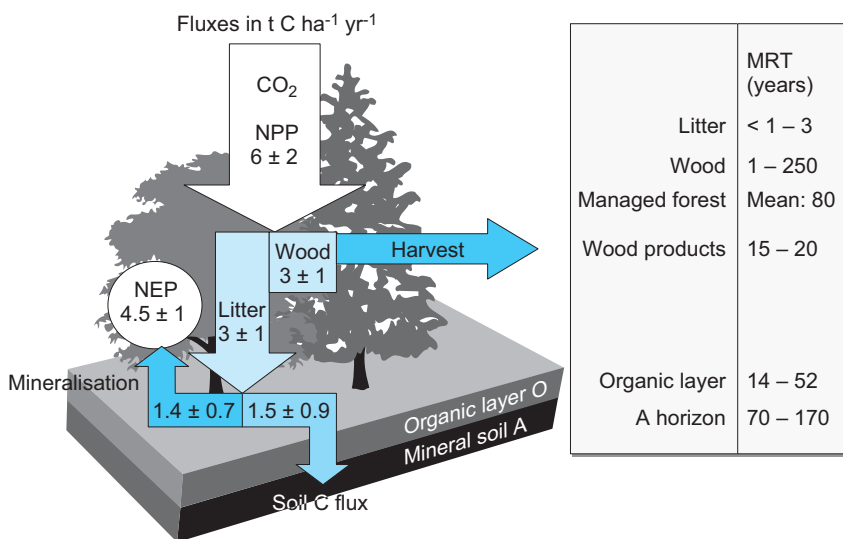 Fluxes in t C ha⁻¹ yr⁻¹
CO₂
NPP
6 ± 2
Wood
3 ± 1
Harvest
NEP
4.5 ± 1
Litter
3 ± 1
Mineralisation
1.4 ± 0.7
1.5 ± 0.9
Organic layer O
Mineral soil A
Soil C flux
MRT
(years)
Litter < 1 – 3
Wood 1 – 250
Managed forest Mean: 80
Wood products 15 – 20
Organic layer 14 – 52
A horizon 70 – 170